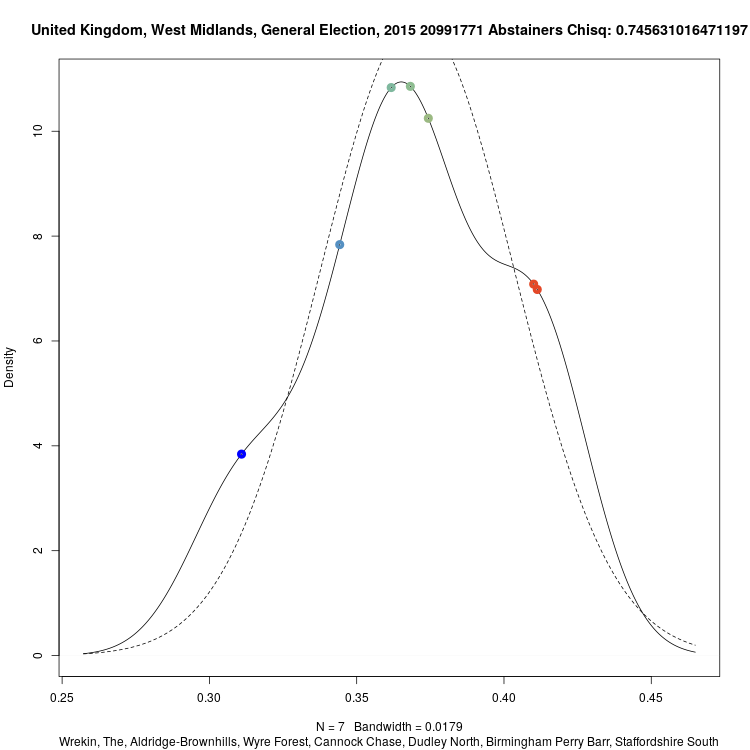 United Kingdom, West Midlands, General Election, 2015 20991771 Abstainers Chisq: 0.745631016471197
Density
10
8
6
4
2
0
0.25 0.30 0.35 0.40 0.45
N = 7 Bandwidth = 0.0179
Wrekin, The, Aldridge-Brownhills, Wyre Forest, Cannock Chase, Dudley North, Birmingham Perry Barr, Staffordshire South